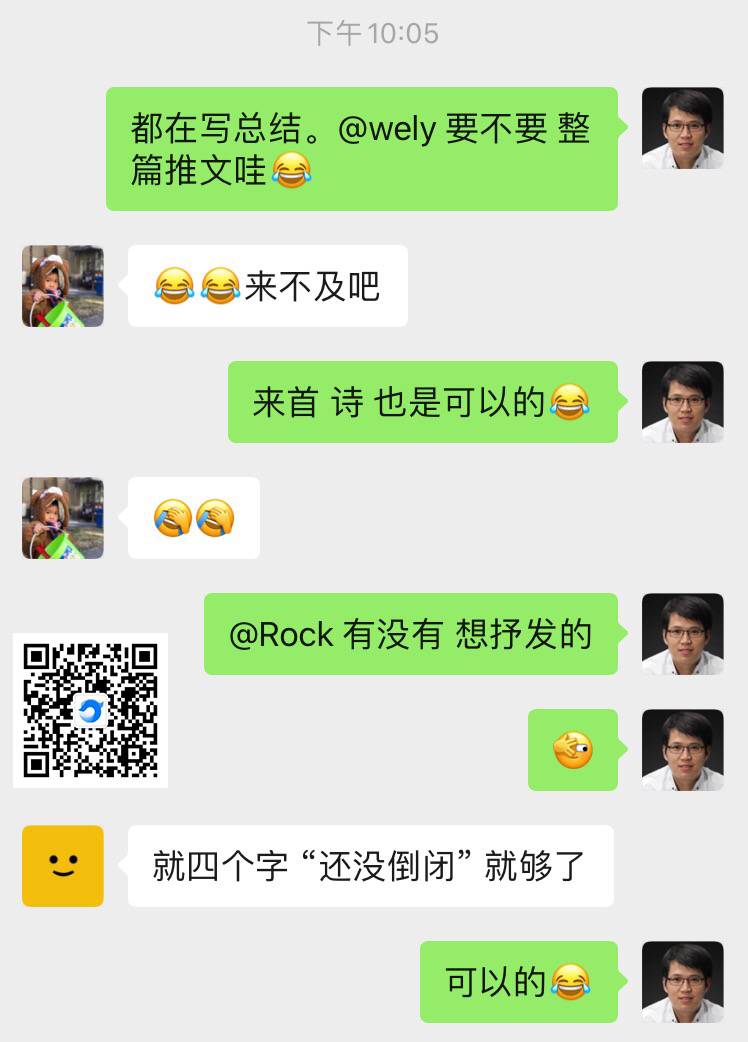 下午10:05
都在写总结。@wely 要不要 整
篇推文哇😂
😂😂来不及吧
来首 诗 也是可以的😂
🤦🤦
@Rock 有没有 想抒发的
🫣
就四个字 “还没倒闭” 就够了
可以的😂